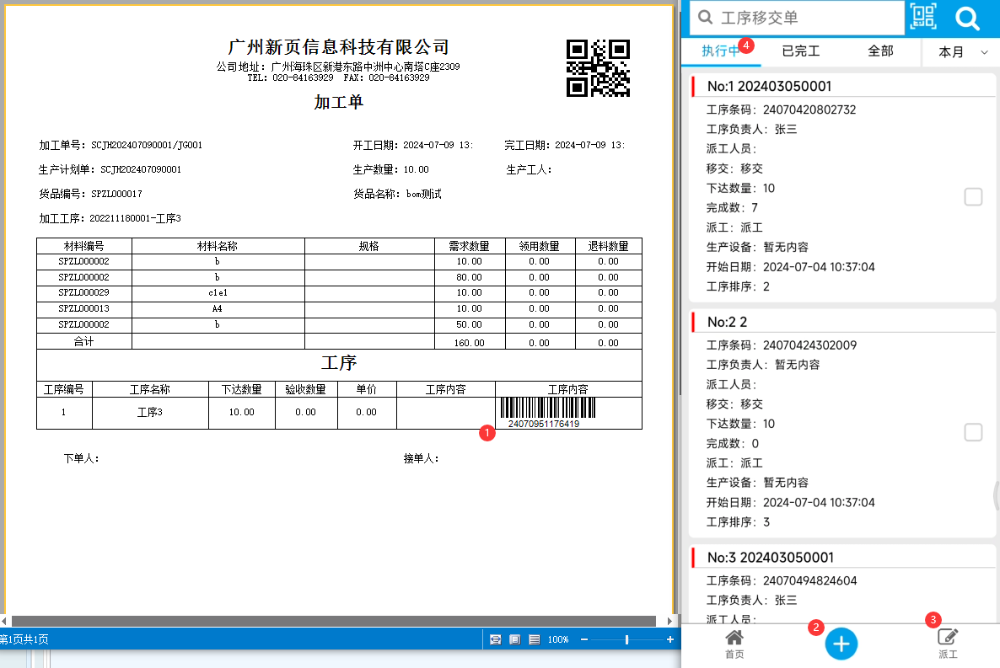 广州新页信息科技有限公司
公司地址：广州海珠区新港东路中洲中心南塔C座2309
TEL：020-84163929 FAX：020-84163929
加工单
加工单号：SCJH202407090001/JG001 开工日期：2024-07-09 13: 完工日期：2024-07-09 13:
生产计划单：SCJH202407090001 生产数量：10.00 生产工人：
货品编号：SPZL000017 货品名称：bom测试
加工工序：202211180001-工序3
材料编号 材料名称 规格 需求数量 领用数量 退料数量
SPZL000002 b 10.00 0.00 0.00
SPZL000002 b 80.00 0.00 0.00
SPZL000029 c1e1 10.00 0.00 0.00
SPZL000013 A4 10.00 0.00 0.00
SPZL000002 b 50.00 0.00 0.00
合计 160.00 0.00 0.00
工序
工序编号 工序名称 下达数量 验收数量 单价 工序内容 工序内容
1 工序3 10.00 0.00 0.00
24070951176419
1
下单人： 接单人：
第1页共1页 100%
工序移交单
执行中 4 已完工 全部 本月
No:1 202403050001
工序条码：24070420802732
工序负责人：张三
派工人员：
移交：移交
下达数量：10
完成数：7
派工：派工
生产设备：暂无内容
开始日期：2024-07-04 10:37:04
工序排序：2
No:2 2
工序条码：24070424302009
工序负责人：暂无内容
派工人员：
移交：移交
下达数量：10
完成数：0
派工：派工
生产设备：暂无内容
开始日期：2024-07-04 10:37:04
工序排序：3
No:3 202403050001
工序条码：24070494824604
工序负责人：张三
派工人员：
2 3
首页 派工